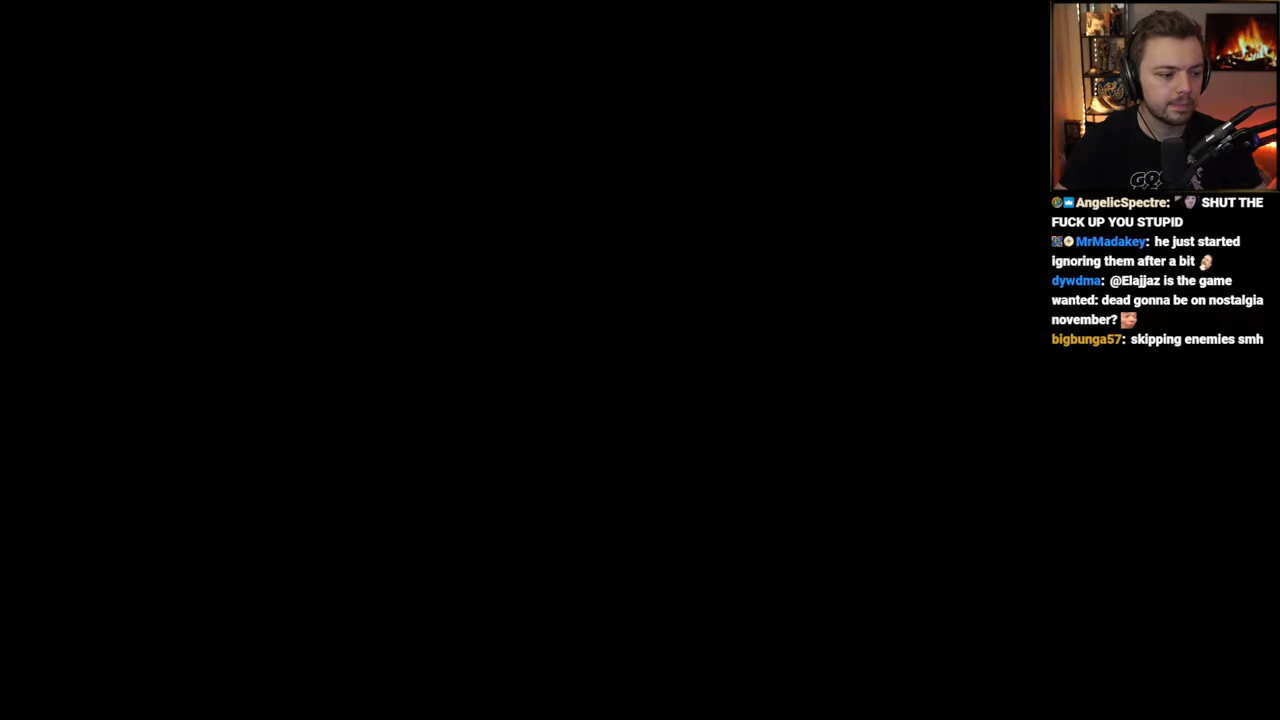 AngelicSpectre: SHUT THE
FUCK UP YOU STUPID
MrMadakey: he just started
ignoring them after a bit
dywdma: @Elajjaz is the game
wanted: dead gonna be on nostalgia
november?
bigbunga57: skipping enemies smh